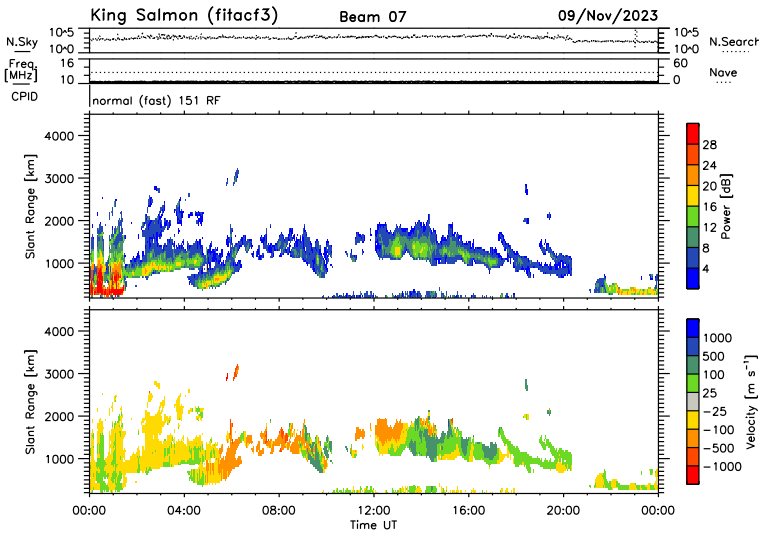 King Salmon (fitacf3) Beam 07 09/Nov/2023
N.Sky 10^5 10^0 10^5 10^0 N.Search
Freq. [MHz] 16 10 60 0 Nave
CPID normal (fast) 151 RF
Slant Range [km] 4000 3000 2000 1000
Power [dB] 28 24 20 16 12 8 4
Slant Range [km] 4000 3000 2000 1000
Velocity [m s⁻¹] 1000 500 100 25 −25 −100 −500 −1000
00:00 04:00 08:00 12:00 16:00 20:00 00:00
Time UT